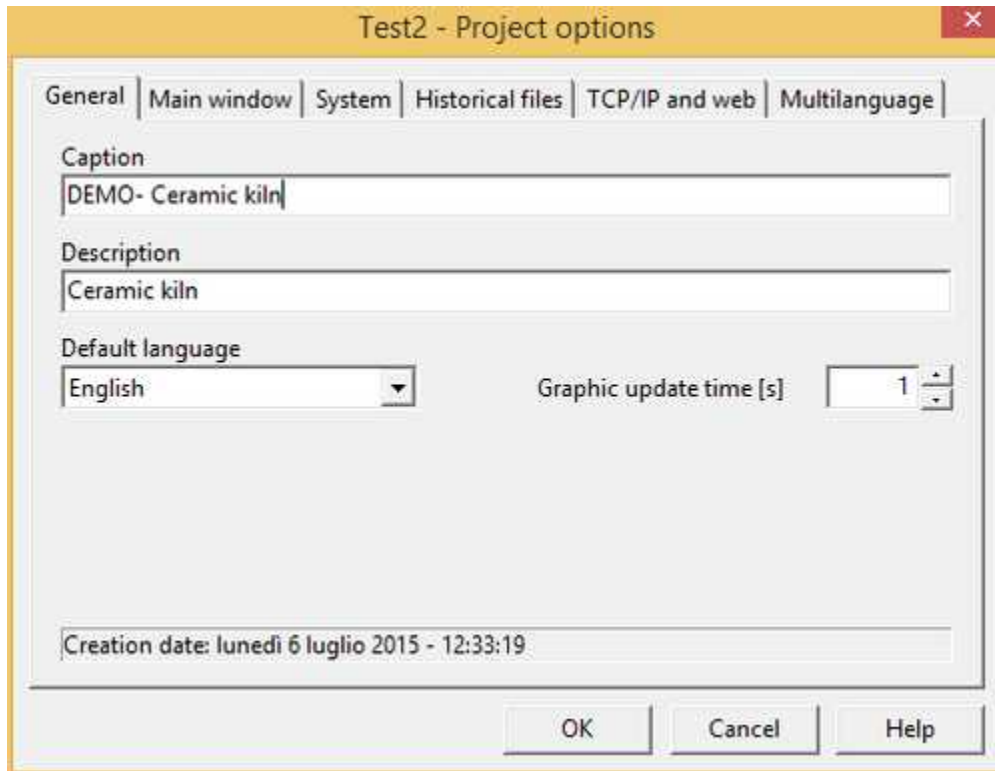 Test2 - Project options
General Main window System Historical files TCP/IP and web Multilanguage
Caption
DEMO- Ceramic kiln
Description
Ceramic kiln
Default language
English Graphic update time [s] 1
Creation date: lunedì 6 luglio 2015 - 12:33:19
OK Cancel Help